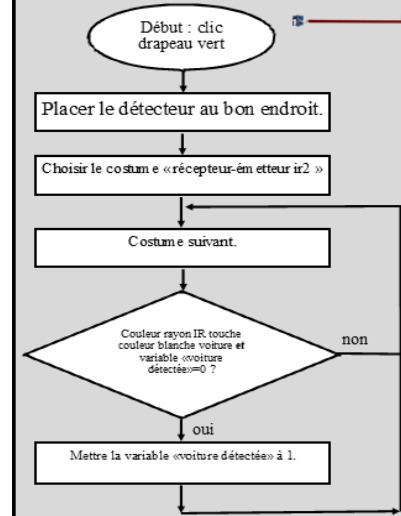 Début : clic
drapeau vert
Placer le détecteur au bon endroit.
Choisir le costume «récepteur-émetteur ir2 »
Costume suivant.
Couleur rayon IR touche
couleur blanche voiture et
variable «voiture
détectée»=0 ?
non
oui
Mettre la variable «voiture détectée» à 1.